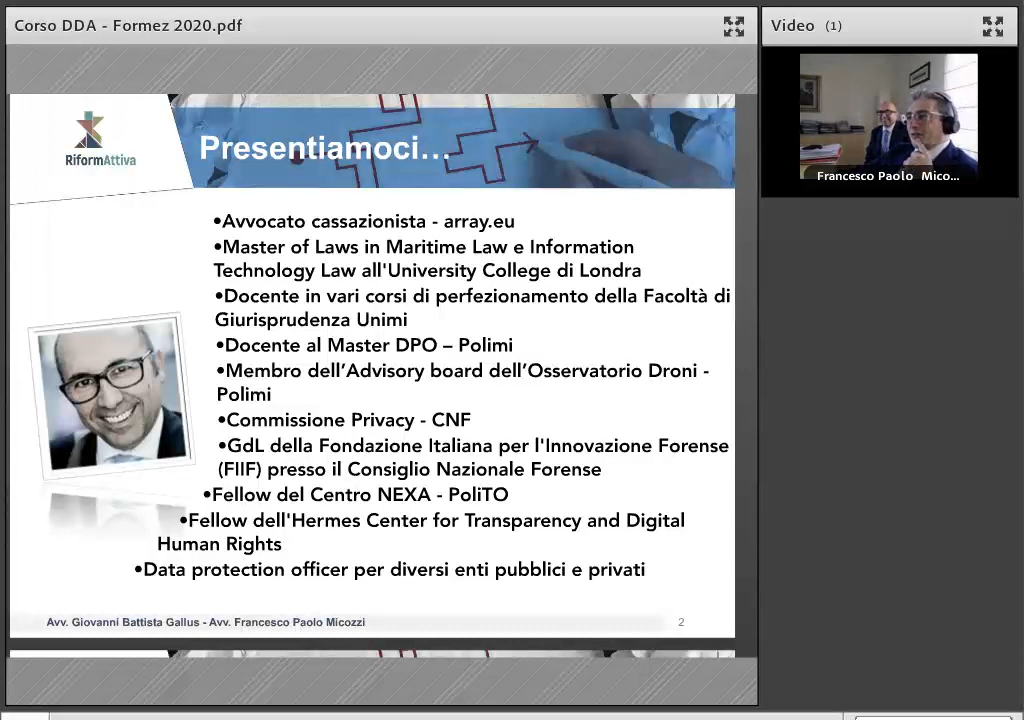 Corso DDA - Formez 2020.pdf
Video (1)
Francesco Paolo Mico...
RiformAttiva
Presentiamoci...
•Avvocato cassazionista - array.eu
•Master of Laws in Maritime Law e Information
Technology Law all'University College di Londra
•Docente in vari corsi di perfezionamento della Facoltà di
Giurisprudenza Unimi
•Docente al Master DPO – Polimi
•Membro dell’Advisory board dell’Osservatorio Droni -
Polimi
•Commissione Privacy - CNF
•GdL della Fondazione Italiana per l'Innovazione Forense
(FIIF) presso il Consiglio Nazionale Forense
•Fellow del Centro NEXA - PoliTO
•Fellow dell'Hermes Center for Transparency and Digital
Human Rights
•Data protection officer per diversi enti pubblici e privati
Avv. Giovanni Battista Gallus - Avv. Francesco Paolo Micozzi
2